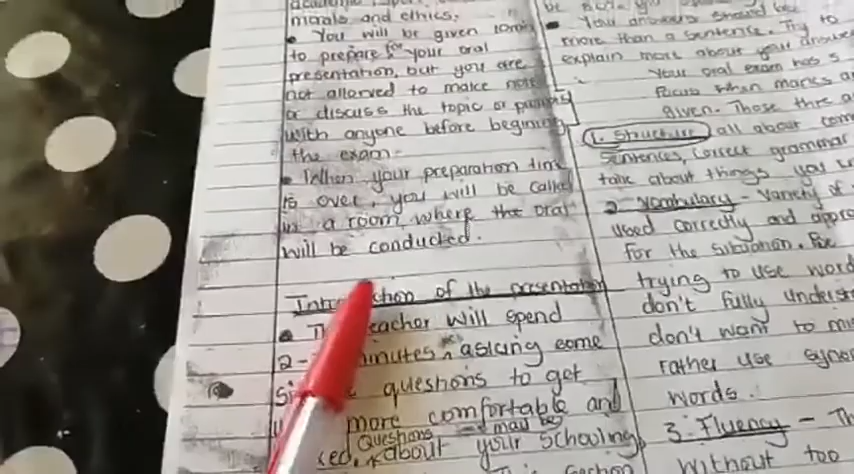 morals and ethics.
• You will be given 10min
to prepare for your oral
presentation, but you are
not allowed to make note
or discuss the topic or
with anyone before beginning
the exam.
• When your preparation time
is over, you will be called
in a room where the oral
will be conducted.
of the presentation
• teacher will spend
2- minutes asking some
questions to get
more comfortable and
Questions may be
about your schooling
• You answers should be
more than a sentence. Try to
explain more about your answer
Your oral exam has
focus when marks a
given. Those three a
1. Structure all about com
sentences, correct grammar
talk about things you
2- Vocabulary - Variety of
used correctly and appro
for the situation. For
trying to use word
don't fully underst
don't want to mi
rather use syno
words.
3. Fluency - Th
without too